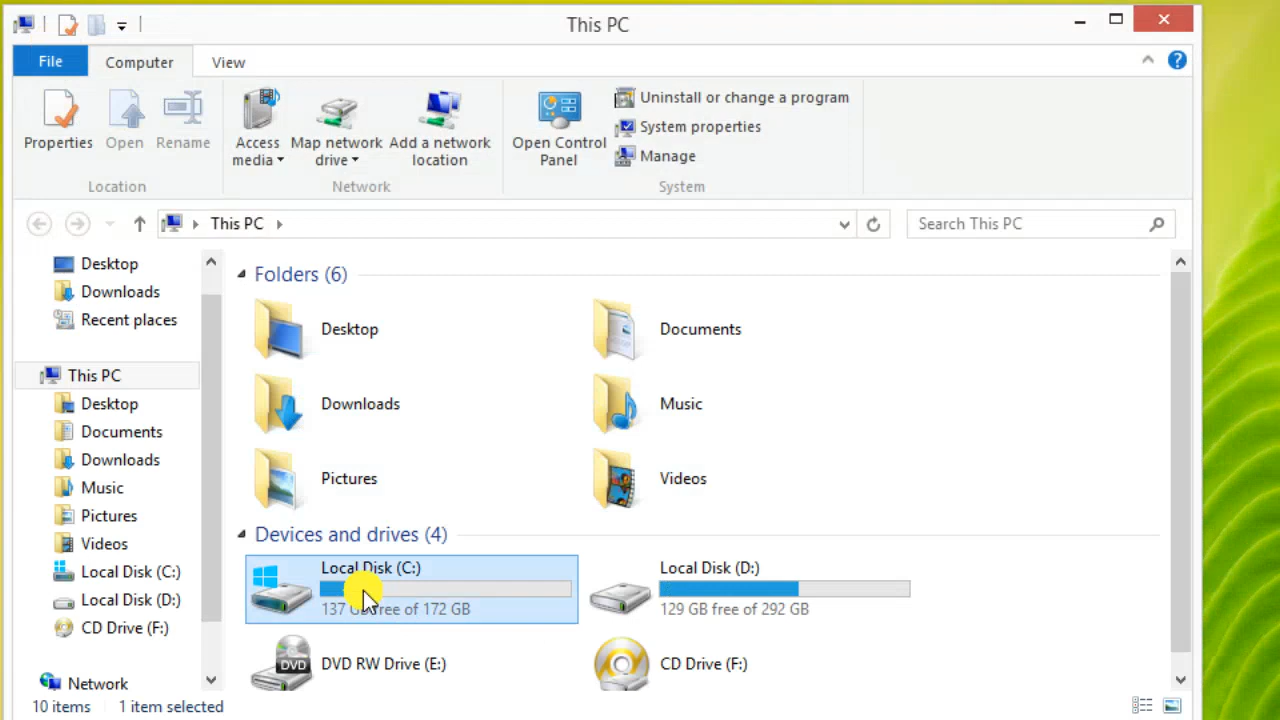 This PC
File Computer View
Uninstall or change a program
System properties
Manage
Properties Open Rename Access media Map network drive Add a network location Open Control Panel
Location Network System
This PC
Search This PC
Desktop
Downloads
Recent places
This PC
Desktop
Documents
Downloads
Music
Pictures
Videos
Local Disk (C:)
Local Disk (D:)
CD Drive (F:)
Network
Folders (6)
Desktop
Documents
Downloads
Music
Pictures
Videos
Devices and drives (4)
Local Disk (C:)
137 GB free of 172 GB
Local Disk (D:)
129 GB free of 292 GB
DVD
DVD RW Drive (E:)
CD Drive (F:)
10 items 1 item selected